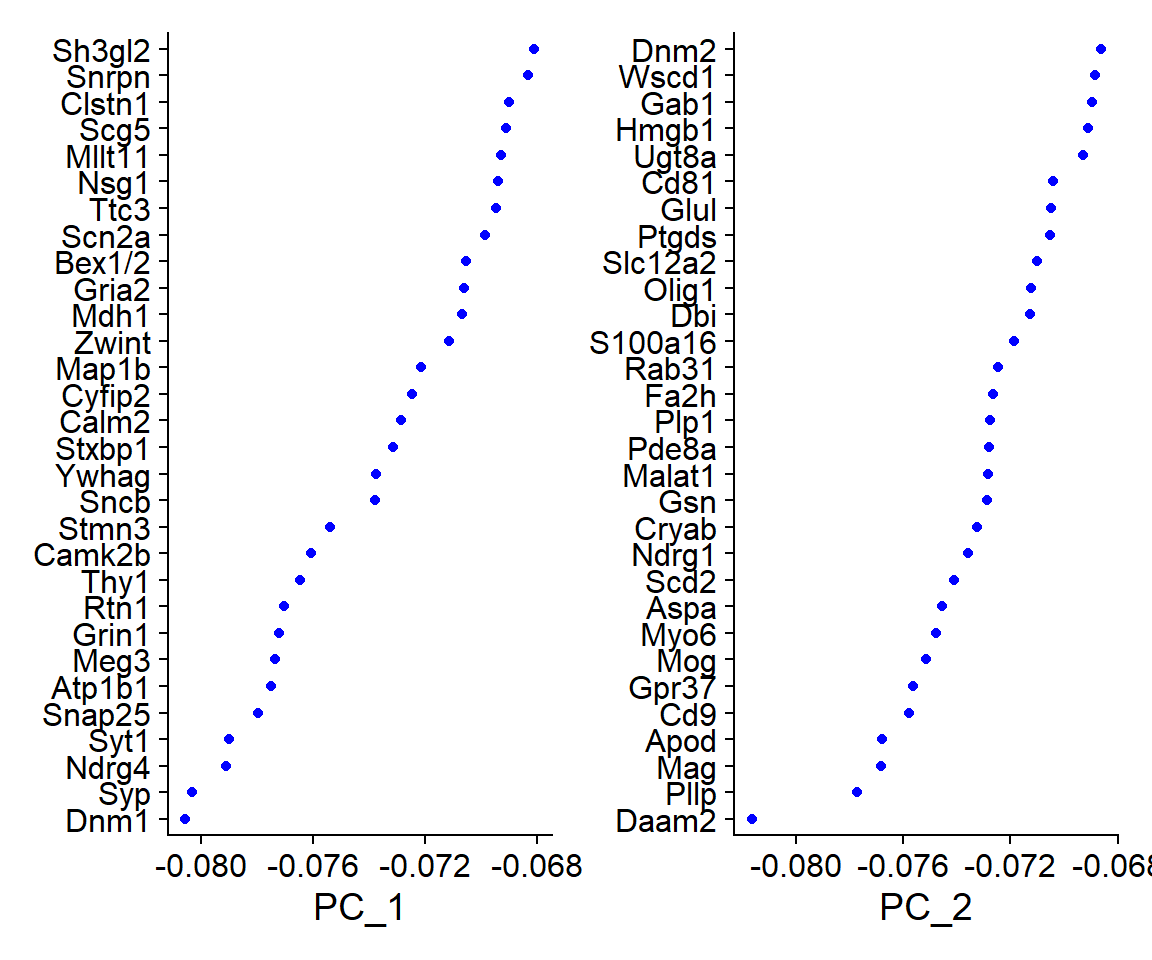 Sh3gl2
Snrpn
Clstn1
Scg5
Mllt11
Nsg1
Ttc3
Scn2a
Bex1/2
Gria2
Mdh1
Zwint
Map1b
Cyfip2
Calm2
Stxbp1
Ywhag
Sncb
Stmn3
Camk2b
Thy1
Rtn1
Grin1
Meg3
Atp1b1
Snap25
Syt1
Ndrg4
Syp
Dnm1
-0.080 -0.076 -0.072 -0.068
PC_1
Dnm2
Wscd1
Gab1
Hmgb1
Ugt8a
Cd81
Glul
Ptgds
Slc12a2
Olig1
Dbi
S100a16
Rab31
Fa2h
Plp1
Pde8a
Malat1
Gsn
Cryab
Ndrg1
Scd2
Aspa
Myo6
Mog
Gpr37
Cd9
Apod
Mag
Pllp
Daam2
-0.080 -0.076 -0.072 -0.068
PC_2